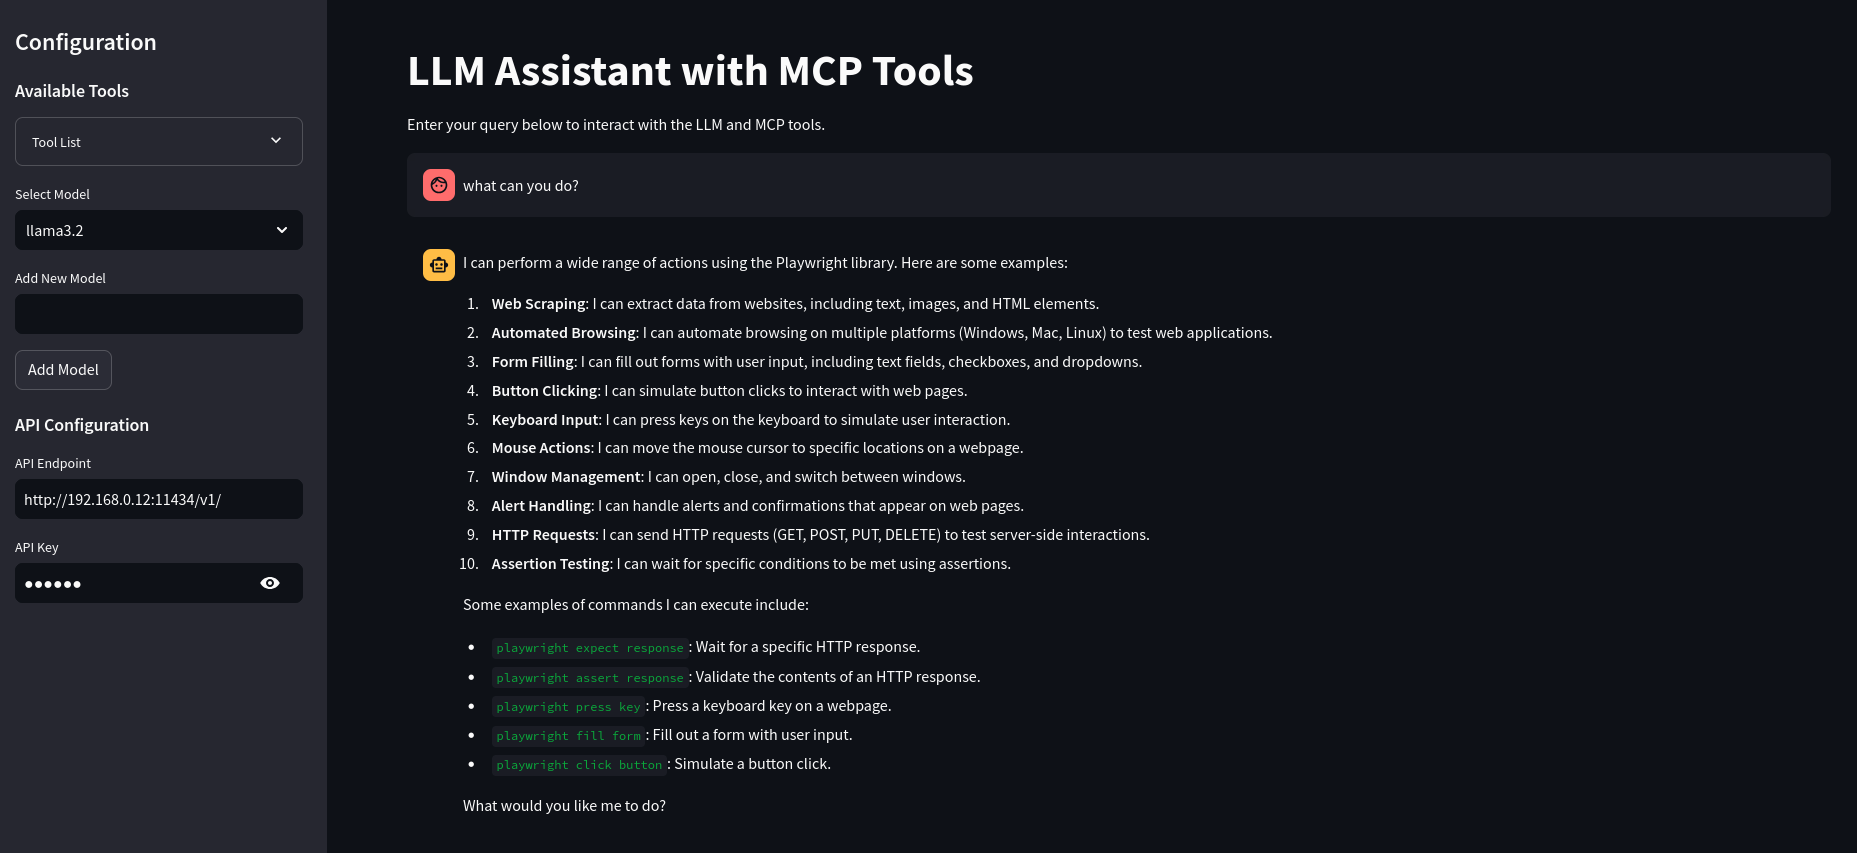 Configuration
Available Tools
Tool List
Select Model
llama3.2
Add New Model
Add Model
API Configuration
API Endpoint
http://192.168.0.12:11434/v1/
API Key
••••••
LLM Assistant with MCP Tools
Enter your query below to interact with the LLM and MCP tools.
what can you do?
I can perform a wide range of actions using the Playwright library. Here are some examples:
1. Web Scraping: I can extract data from websites, including text, images, and HTML elements.
2. Automated Browsing: I can automate browsing on multiple platforms (Windows, Mac, Linux) to test web applications.
3. Form Filling: I can fill out forms with user input, including text fields, checkboxes, and dropdowns.
4. Button Clicking: I can simulate button clicks to interact with web pages.
5. Keyboard Input: I can press keys on the keyboard to simulate user interaction.
6. Mouse Actions: I can move the mouse cursor to specific locations on a webpage.
7. Window Management: I can open, close, and switch between windows.
8. Alert Handling: I can handle alerts and confirmations that appear on web pages.
9. HTTP Requests: I can send HTTP requests (GET, POST, PUT, DELETE) to test server-side interactions.
10. Assertion Testing: I can wait for specific conditions to be met using assertions.
Some examples of commands I can execute include:
• playwright expect response: Wait for a specific HTTP response.
• playwright assert response: Validate the contents of an HTTP response.
• playwright press key: Press a keyboard key on a webpage.
• playwright fill form: Fill out a form with user input.
• playwright click button: Simulate a button click.
What would you like me to do?